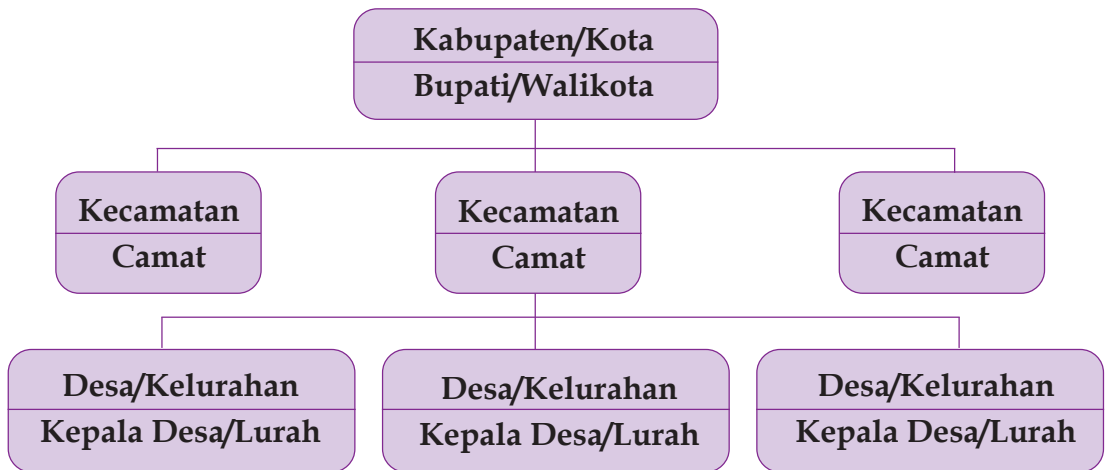 Kabupaten/Kota
Bupati/Walikota
Kecamatan
Camat
Kecamatan
Camat
Kecamatan
Camat
Desa/Kelurahan
Kepala Desa/Lurah
Desa/Kelurahan
Kepala Desa/Lurah
Desa/Kelurahan
Kepala Desa/Lurah